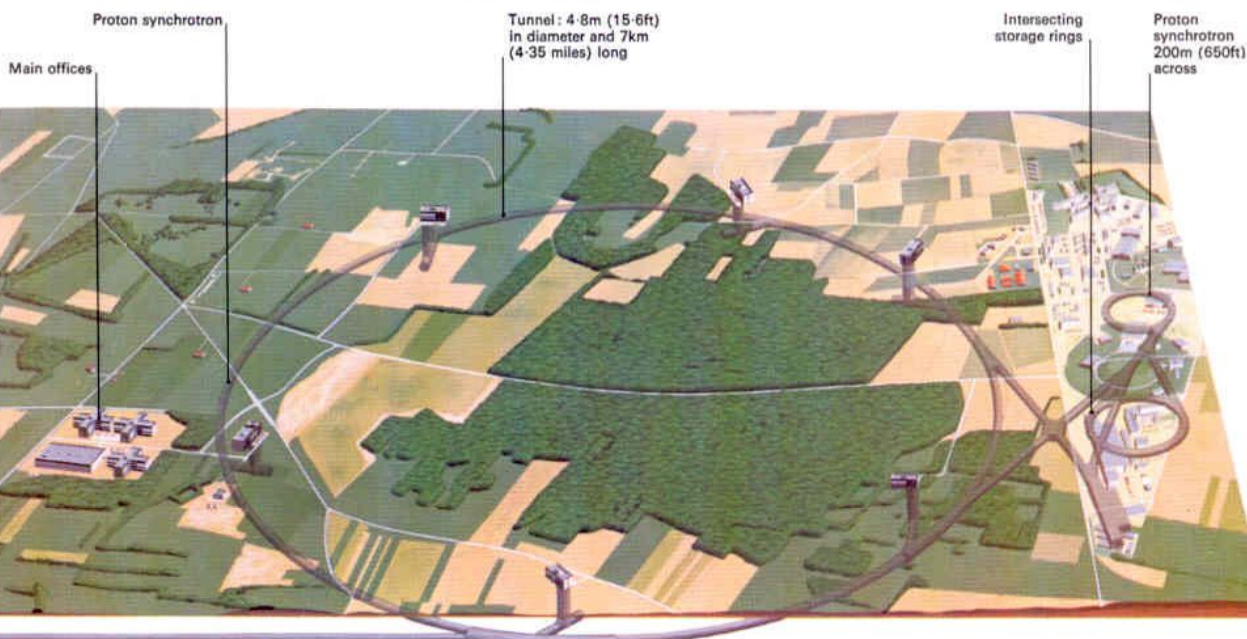 Proton synchrotron
Main offices
Tunnel: 4·8m (15·6ft)
in diameter and 7km
(4·35 miles) long
Intersecting
storage rings
Proton
synchrotron
200m (650ft)
across